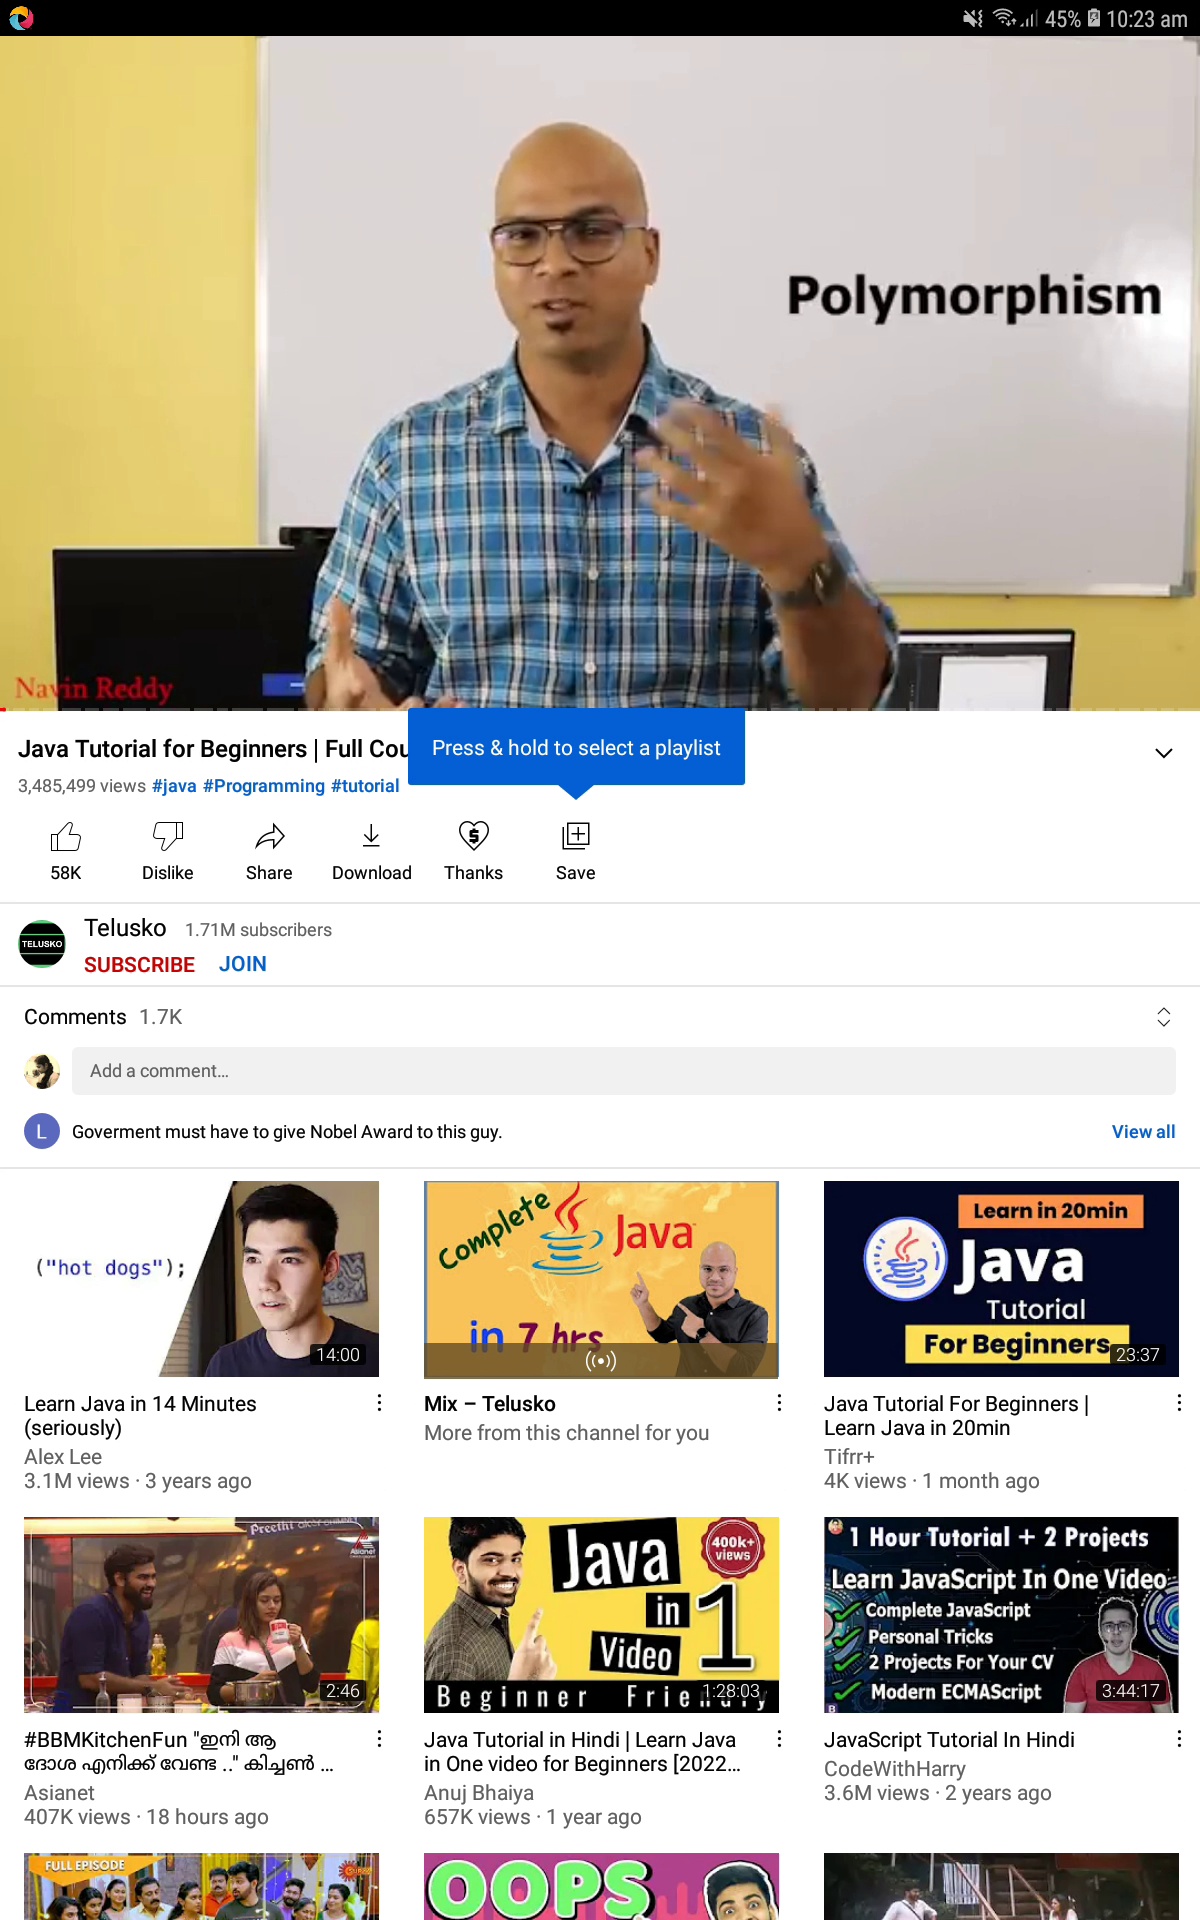 45% 10:23 am
Polymorphism
Navin Reddy
Java Tutorial for Beginners | Full Cou
Press & hold to select a playlist
3,485,499 views #java #Programming #tutorial
58K Dislike Share Download Thanks Save
TELUSKO
Telusko 1.71M subscribers
SUBSCRIBE JOIN
Comments 1.7K
Add a comment...
L Goverment must have to give Nobel Award to this guy. View all
("hot dogs");
14:00
Complete Java
in 7 hrs
Learn in 20min
Java
Tutorial
For Beginners
23:37
Learn Java in 14 Minutes
(seriously)
Alex Lee
3.1M views · 3 years ago
Mix – Telusko
More from this channel for you
Java Tutorial For Beginners |
Learn Java in 20min
Tifrr+
4K views · 1 month ago
Preethi
Asianet
2:46
Java
in 1
Video
400k+
views
Beginner Friendly
1:28:03
1 Hour Tutorial + 2 Projects
Learn JavaScript In One Video
Complete JavaScript
Personal Tricks
2 Projects For Your CV
Modern ECMAScript
3:44:17
#BBMKitchenFun "ഇനി ആ
ദോശ എനിക്ക് വേണ്ട .." കിച്ചൺ ...
Asianet
407K views · 18 hours ago
Java Tutorial in Hindi | Learn Java
in One video for Beginners [2022...
Anuj Bhaiya
657K views · 1 year ago
JavaScript Tutorial In Hindi
CodeWithHarry
3.6M views · 2 years ago
FULL EPISODE
OOPS